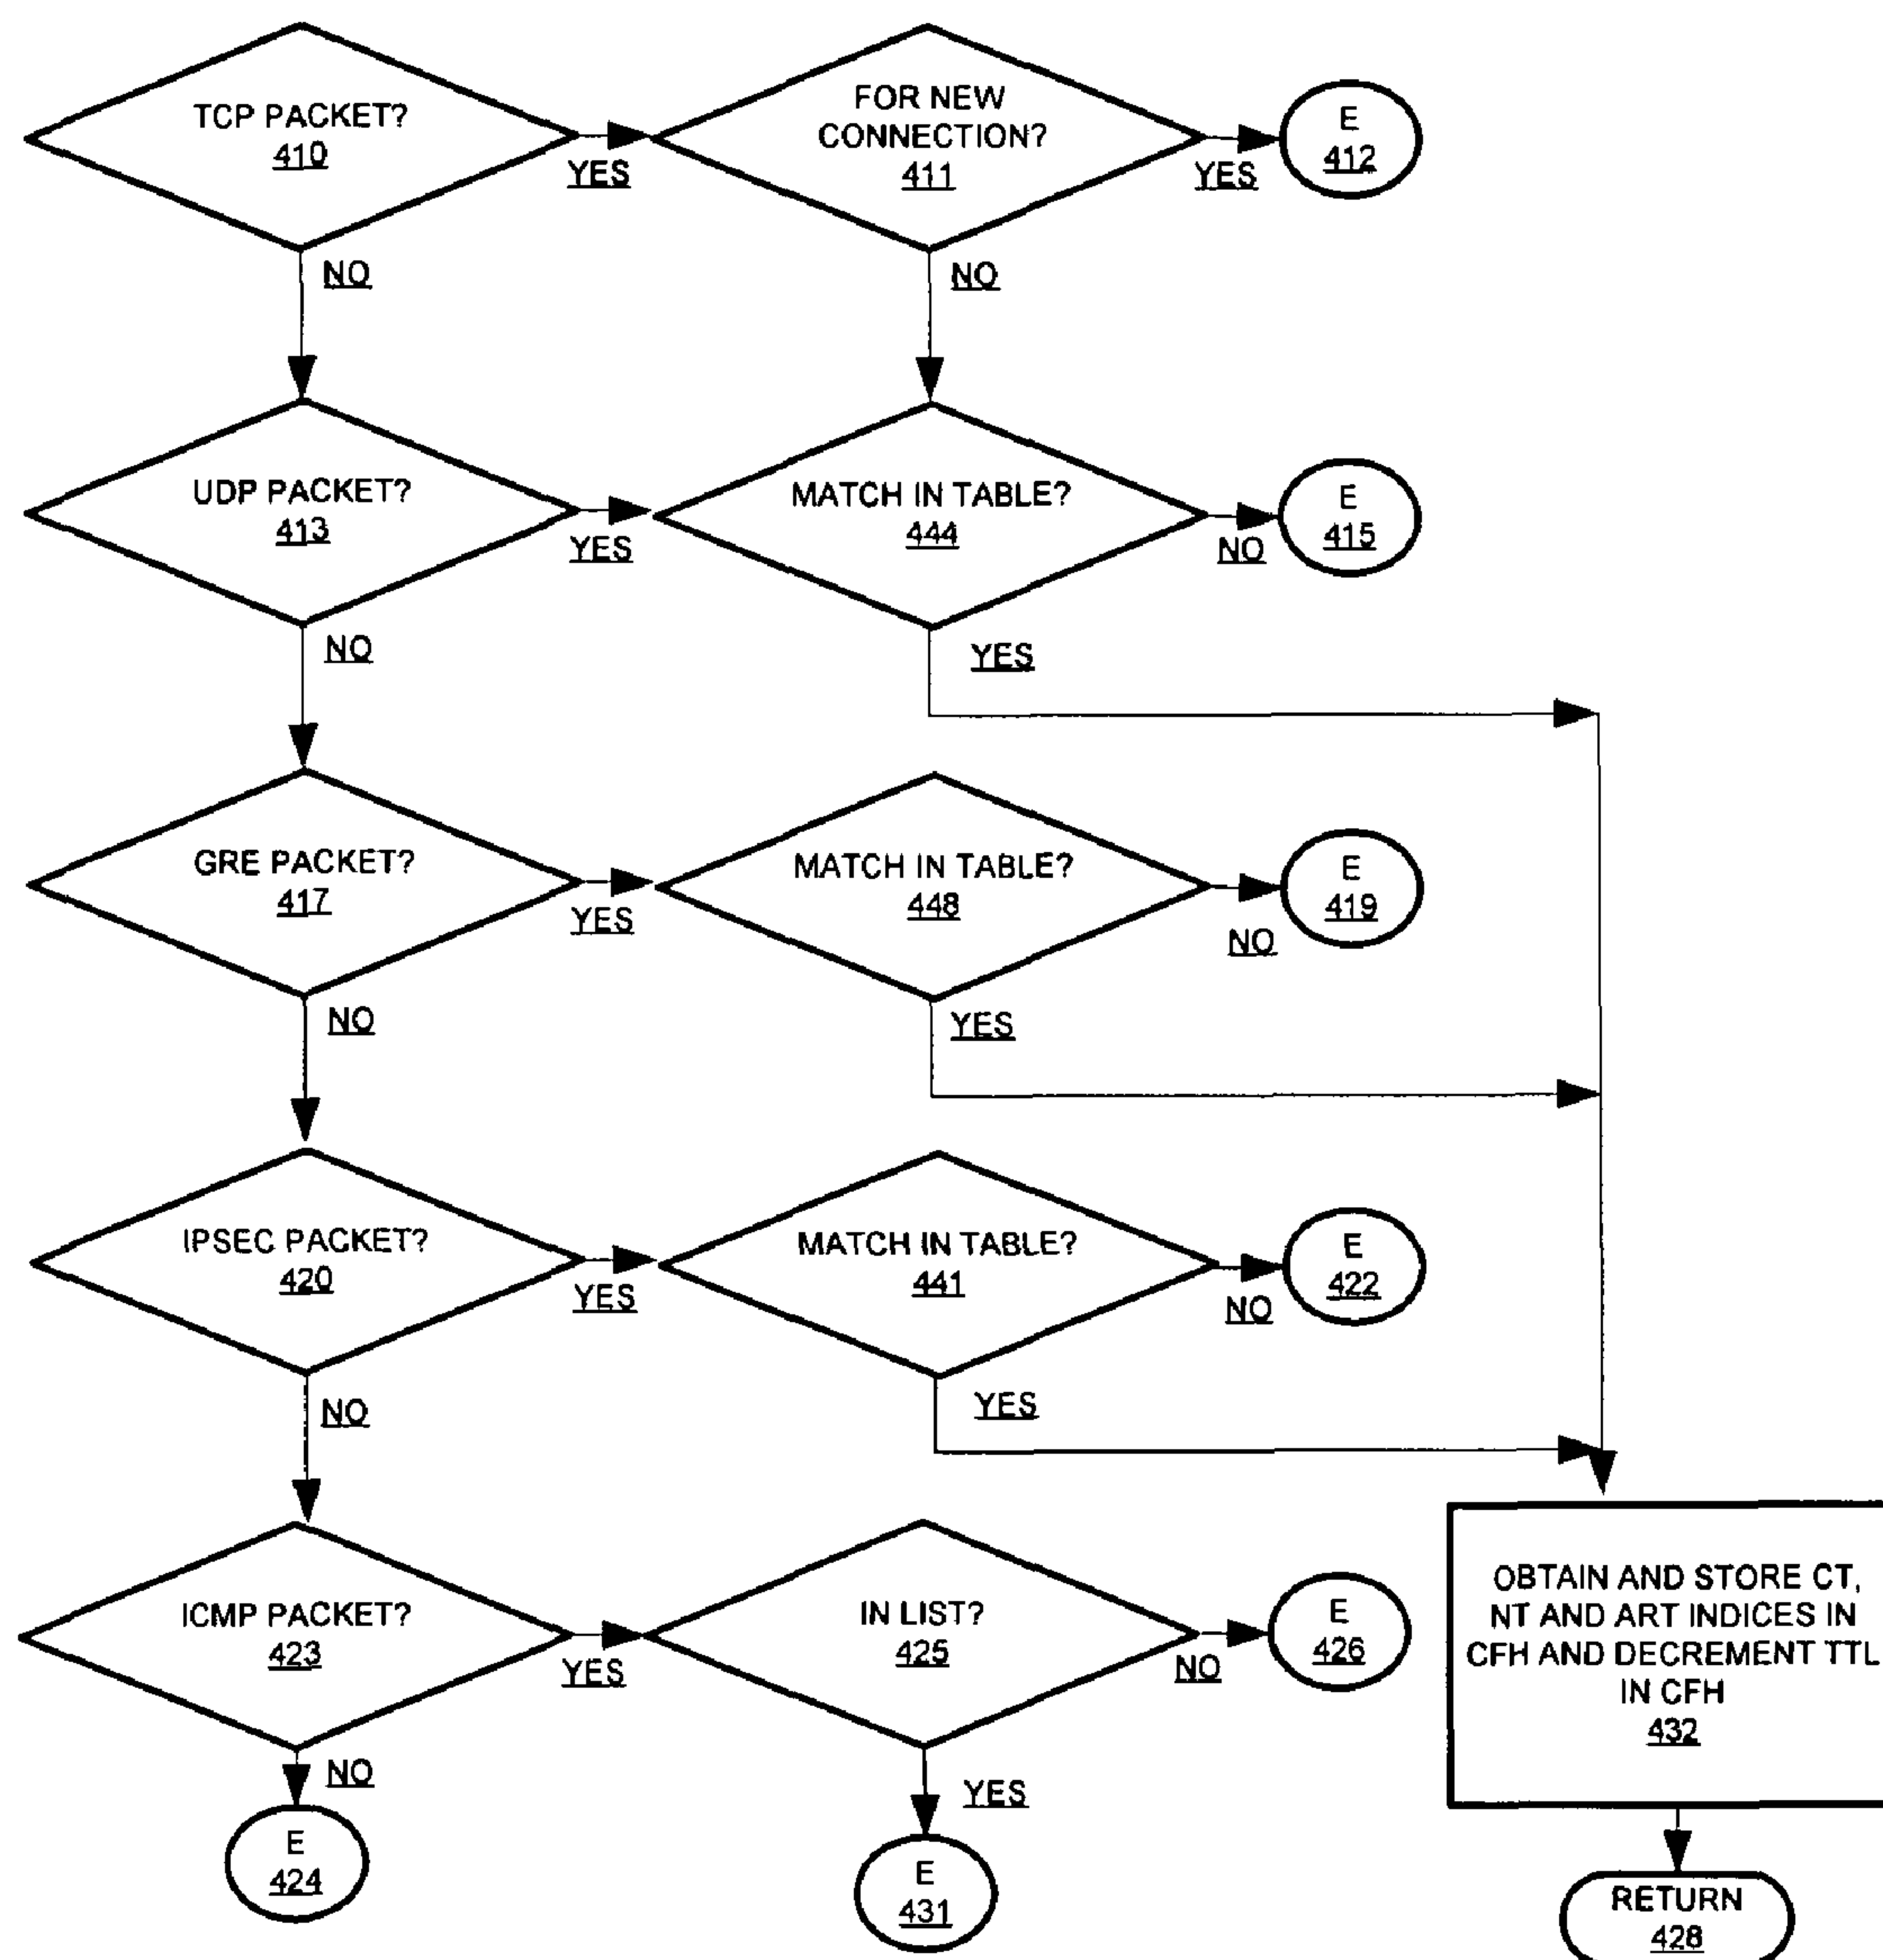 TCP PACKET?
410
YES
NO
FOR NEW
CONNECTION?
411
YES
NO
E
412
UDP PACKET?
413
YES
NO
MATCH IN TABLE?
444
NO
YES
E
415
GRE PACKET?
417
YES
NO
MATCH IN TABLE?
448
NO
YES
E
419
IPSEC PACKET?
420
YES
NO
MATCH IN TABLE?
441
NO
YES
E
422
ICMP PACKET?
423
YES
NO
IN LIST?
425
NO
YES
E
426
E
424
E
431
OBTAIN AND STORE CT,
NT AND ART INDICES IN
CFH AND DECREMENT TTL
IN CFH
432
RETURN
428